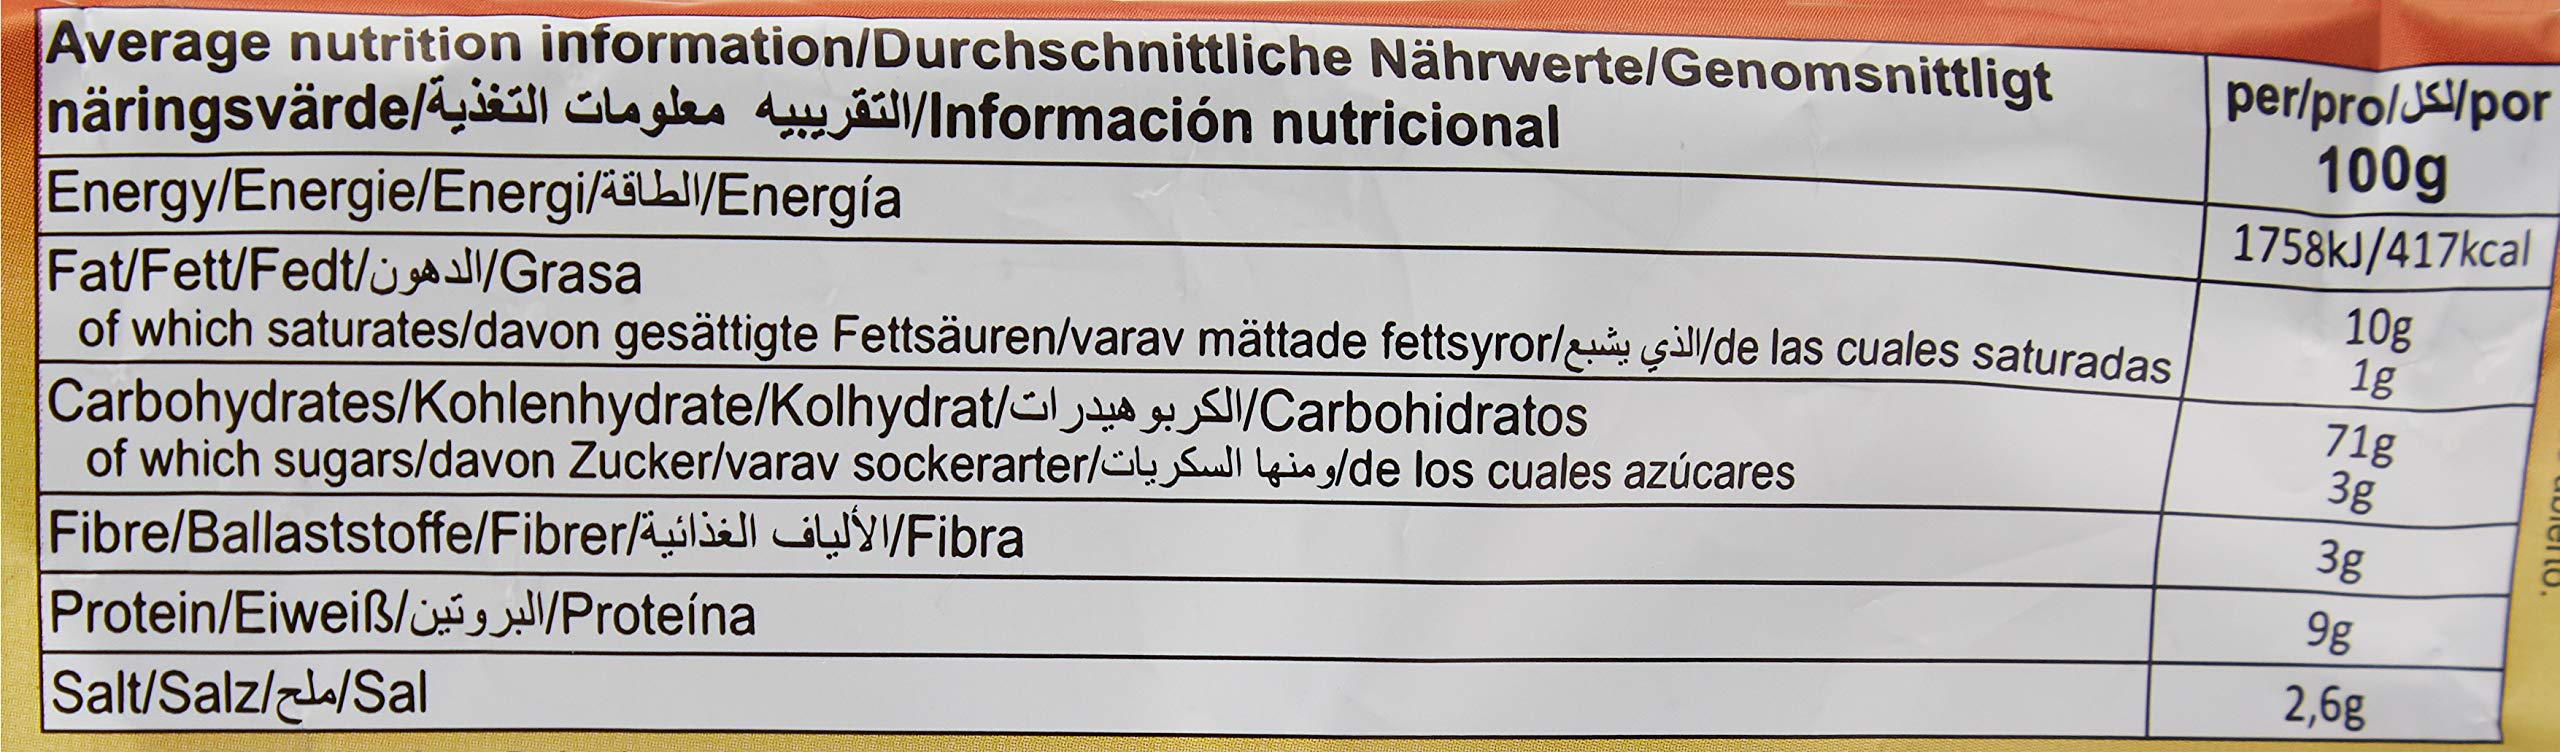 Average nutrition information/Durchschnittliche Nährwerte/Genomsnittligt
näringsvärde/معلومات التغذية التقريبيه/Información nutricional
per/pro/لكل/por
100g
Energy/Energie/Energi/الطاقة/Energía
1758kJ/417kcal
Fat/Fett/Fedt/الدهون/Grasa
10g
of which saturates/davon gesättigte Fettsäuren/varav mättade fettsyror/الذي يشبع/de las cuales saturadas
1g
Carbohydrates/Kohlenhydrate/Kolhydrat/الكربو هيدرات/Carbohidratos
71g
of which sugars/davon Zucker/varav sockerarter/ومنها السكريات/de los cuales azúcares
3g
Fibre/Ballaststoffe/Fibrer/الألياف الغذائية/Fibra
3g
Protein/Eiweiß/البروتين/Proteína
9g
Salt/Salz/ملح/Sal
2,6g